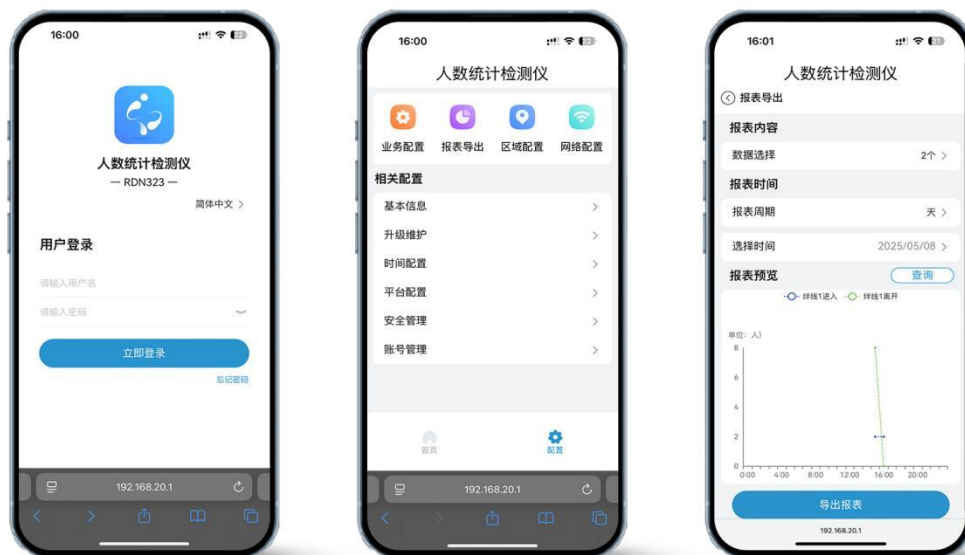 16:00
22
人数统计检测仪
— RDN323 —
简体中文 >
用户登录
请输入用户名
请输入密码
立即登录
忘记密码
192.168.20.1
16:00
22
人数统计检测仪
业务配置 报表导出 区域配置 网络配置
相关配置
基本信息 >
升级维护 >
时间配置 >
平台配置 >
安全管理 >
账号管理 >
首页 配置
192.168.20.1
16:01
21
人数统计检测仪
报表导出
报表内容
数据选择 2个 >
报表时间
报表周期 天 >
选择时间 2025/05/08 >
报表预览 查询
绊线1进入 绊线1离开
单位：人)
8
6
4
2
0
0:00 4:00 8:00 12:00 16:00 20:00
导出报表
192.168.20.1